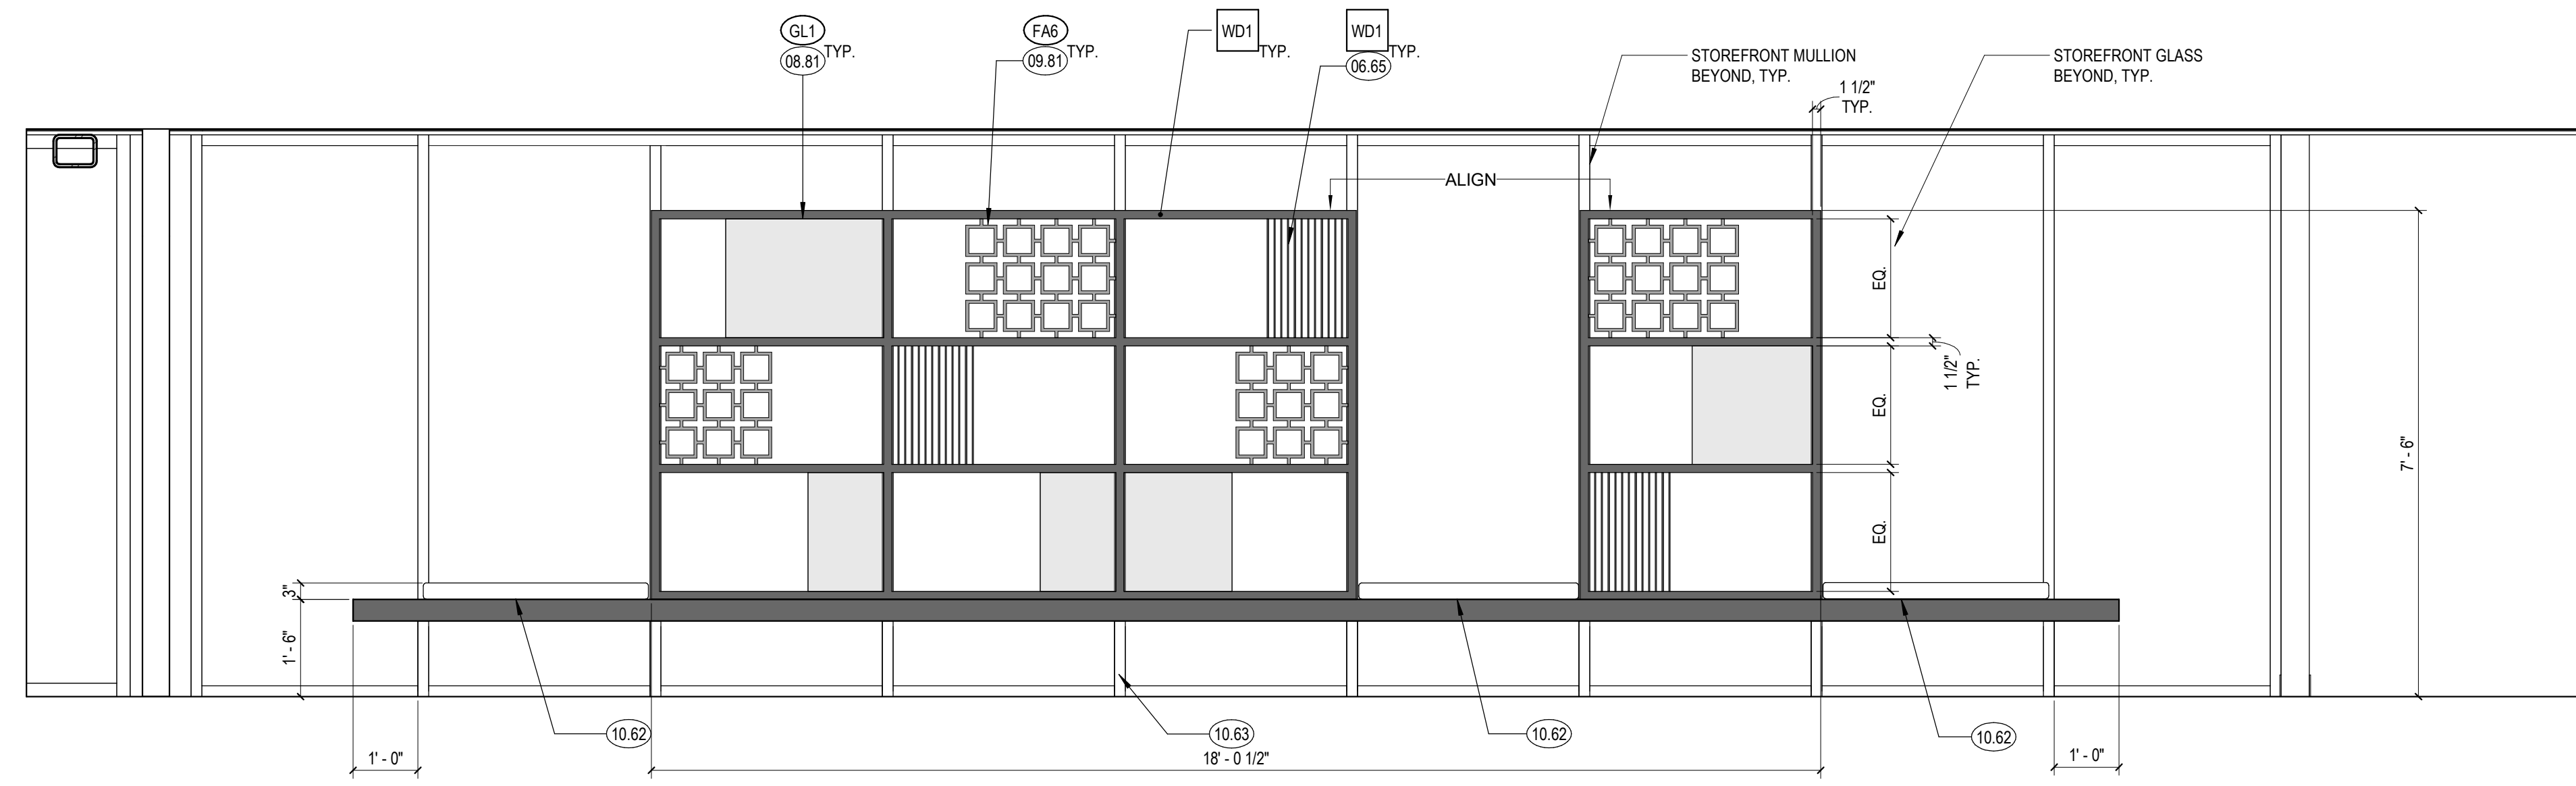 GL1
08.81 TYP.
FA6
09.81 TYP.
WD1 TYP.
WD1 TYP.
06.65
STOREFRONT MULLION
BEYOND, TYP.
STOREFRONT GLASS
BEYOND, TYP.
1 1/2"
TYP.
ALIGN
EQ.
1 1/2"
TYP.
EQ.
EQ.
7' - 6"
3"
1' - 6"
10.62
10.63
10.62
10.62
1' - 0"
18' - 0 1/2"
1' - 0"